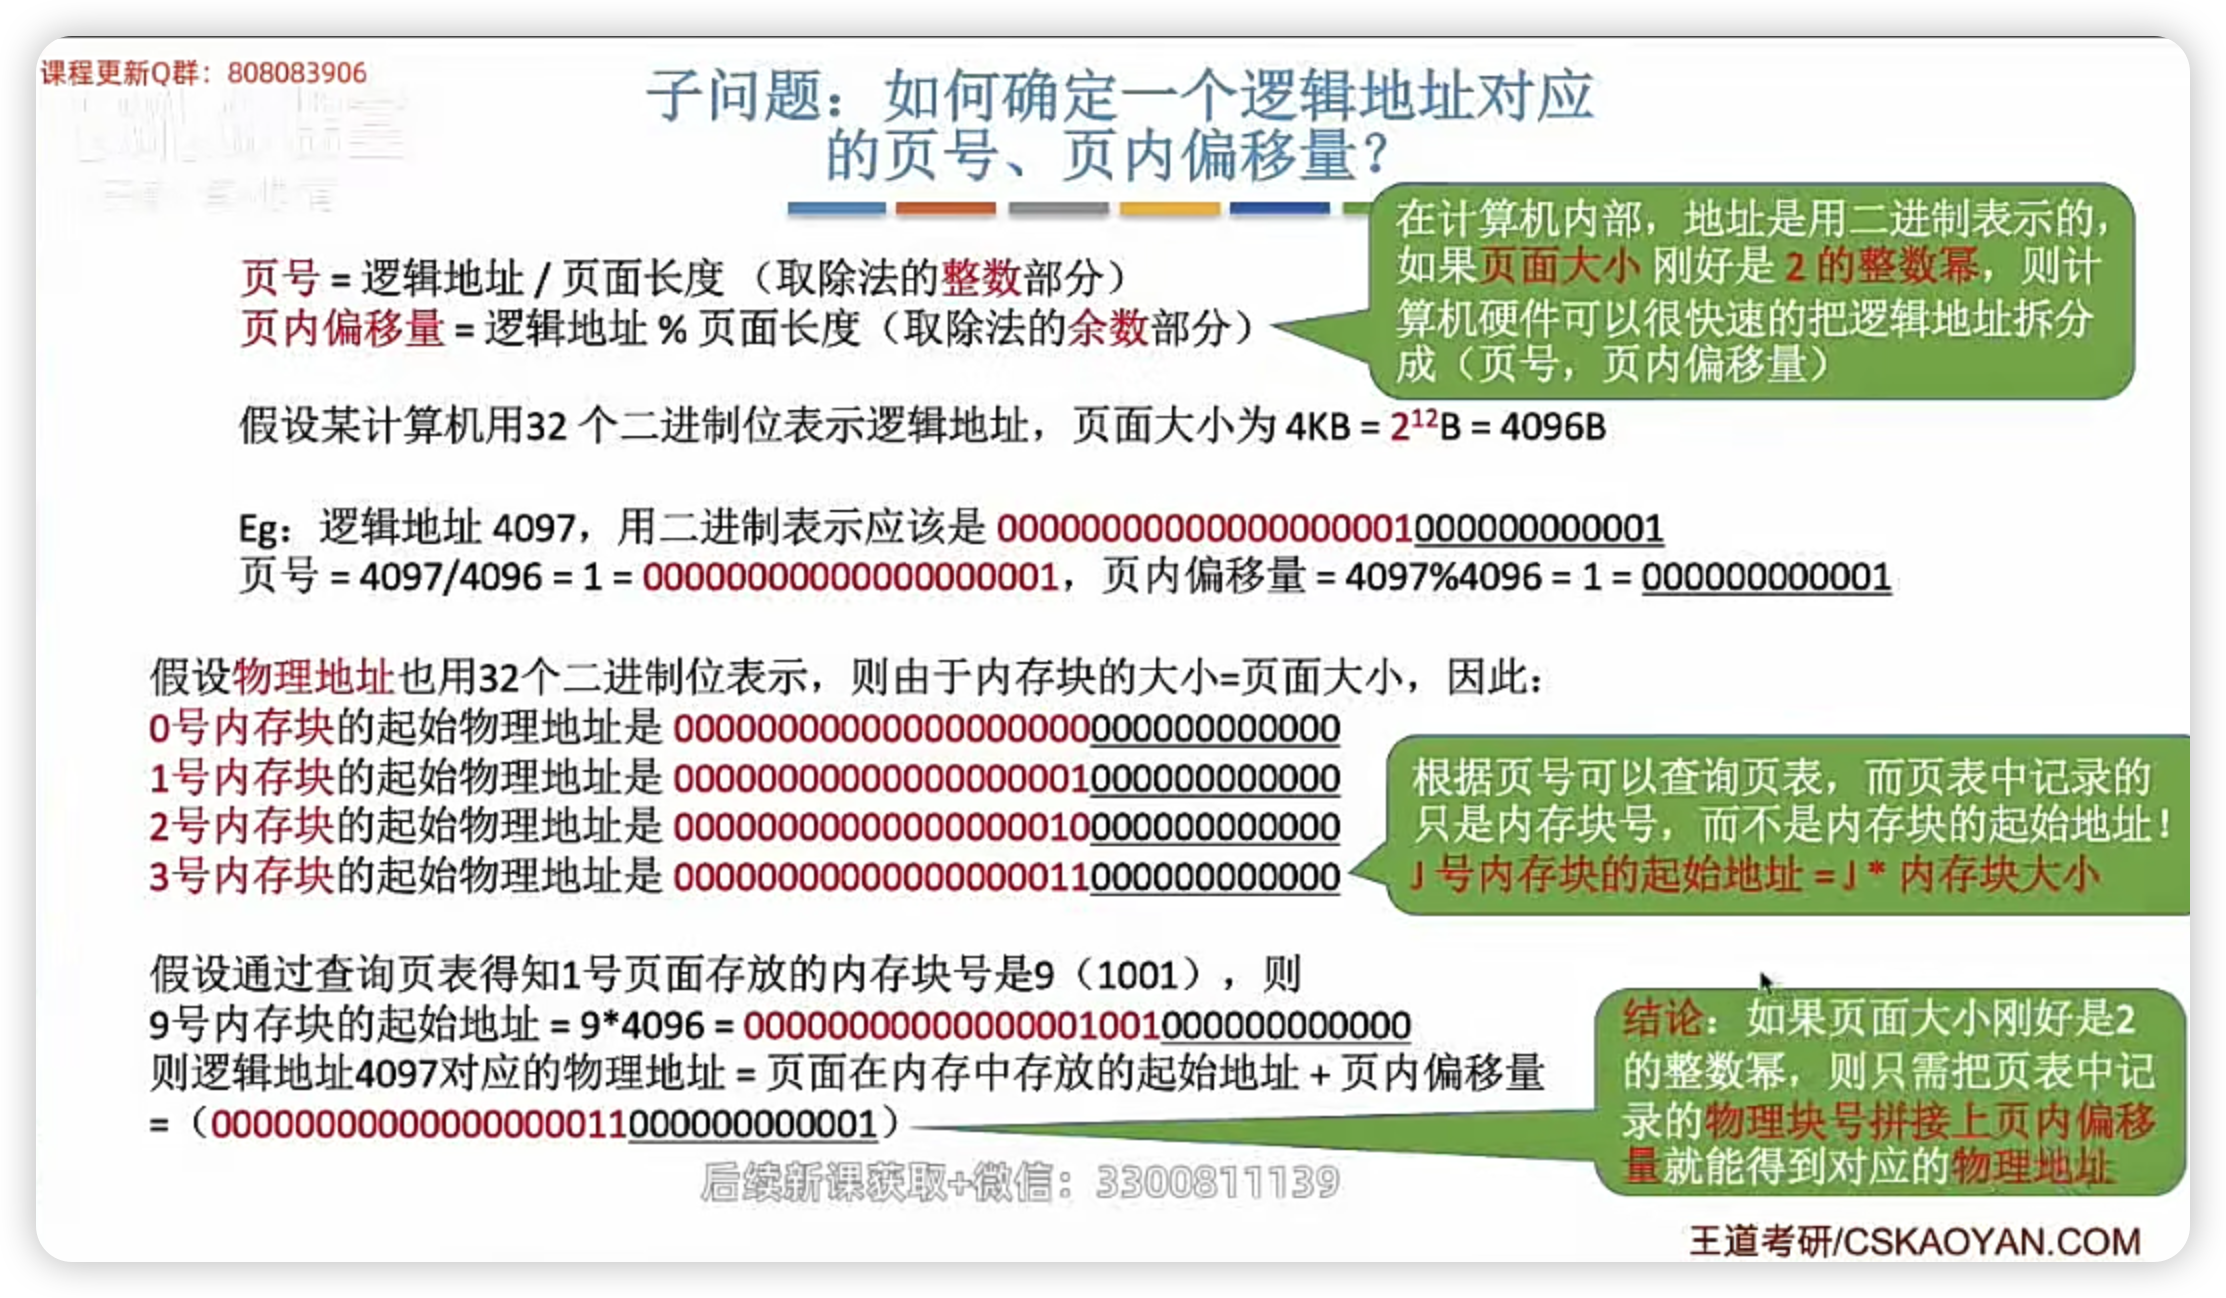 课程更新Q群：808083906
子问题：如何确定一个逻辑地址对应
的页号、页内偏移量？
在计算机内部，地址是用二进制表示的，
如果页面大小 刚好是 2 的整数幂，则计
算机硬件可以很快速的把逻辑地址拆分
成（页号，页内偏移量）
页号 = 逻辑地址 / 页面长度 （取除法的整数部分）
页内偏移量 = 逻辑地址 % 页面长度（取除法的余数部分）
假设某计算机用32 个二进制位表示逻辑地址，页面大小为 4KB = 2¹²B = 4096B
Eg：逻辑地址 4097，用二进制表示应该是 00000000000000000001000000000001
页号 = 4097/4096 = 1 = 00000000000000000001，页内偏移量 = 4097%4096 = 1 = 000000000001
假设物理地址也用32个二进制位表示，则由于内存块的大小=页面大小，因此：
0号内存块的起始物理地址是 00000000000000000000000000000000
1号内存块的起始物理地址是 00000000000000000001000000000000
2号内存块的起始物理地址是 00000000000000000010000000000000
3号内存块的起始物理地址是 00000000000000000011000000000000
根据页号可以查询页表，而页表中记录的
只是内存块号，而不是内存块的起始地址！
J 号内存块的起始地址 = J * 内存块大小
假设通过查询页表得知1号页面存放的内存块号是9（1001），则
9号内存块的起始地址 = 9*4096 = 00000000000000001001000000000000
则逻辑地址4097对应的物理地址 = 页面在内存中存放的起始地址 + 页内偏移量
=（00000000000000000011000000000001）
结论：如果页面大小刚好是2
的整数幂，则只需把页表中记
录的物理块号拼接上页内偏移
量就能得到对应的物理地址
后续新课获取+微信：3300811139
王道考研/CSKAOYAN.COM